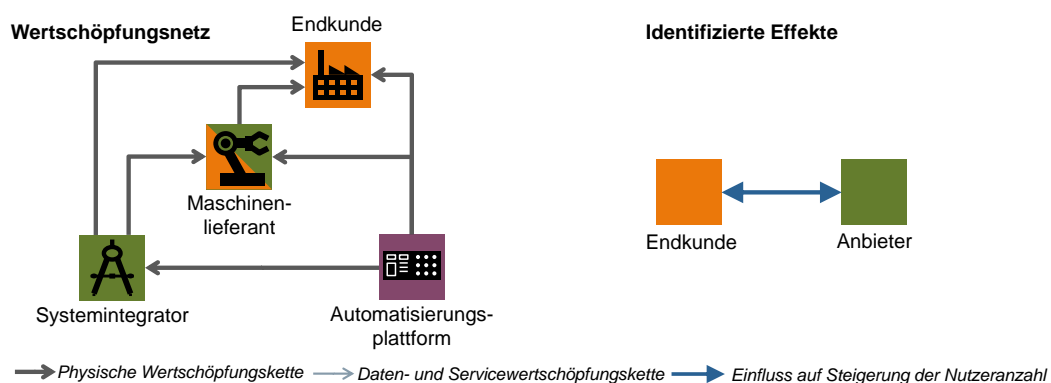 Wertschöpfungsnetz
Endkunde
Identifizierte Effekte
Maschinen-
lieferant
Endkunde
Anbieter
Systemintegrator
Automatisierungs-
plattform
Physische Wertschöpfungskette
Daten- und Servicewertschöpfungskette
Einfluss auf Steigerung der Nutzeranzahl